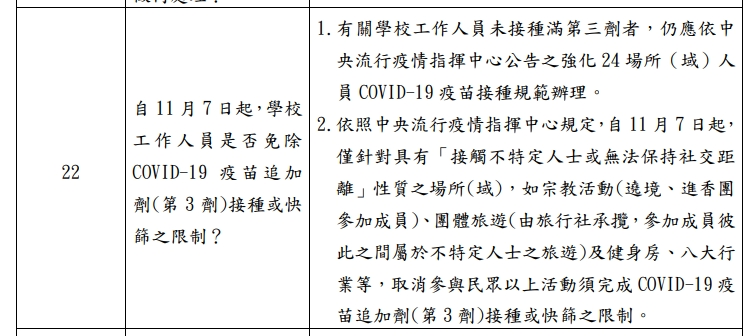 22
自 11 月 7 日起，學校
工作人員是否免除
COVID-19 疫苗追加
劑(第 3 劑)接種或快
篩之限制？
1. 有關學校工作人員未接種滿第三劑者，仍應依中
央流行疫情指揮中心公告之強化 24 場所（域）人
員 COVID-19 疫苗接種規範辦理。
2. 依照中央流行疫情指揮中心規定，自 11 月 7 日起，
僅針對具有「接觸不特定人士或無法保持社交距
離」性質之場所(域)，如宗教活動(遶境、進香團
參加成員)、團體旅遊(由旅行社承攬，參加成員彼
此之間屬於不特定人士之旅遊)及健身房、八大行
業等，取消參與民眾以上活動須完成 COVID-19 疫
苗追加劑(第 3 劑)接種或快篩之限制。